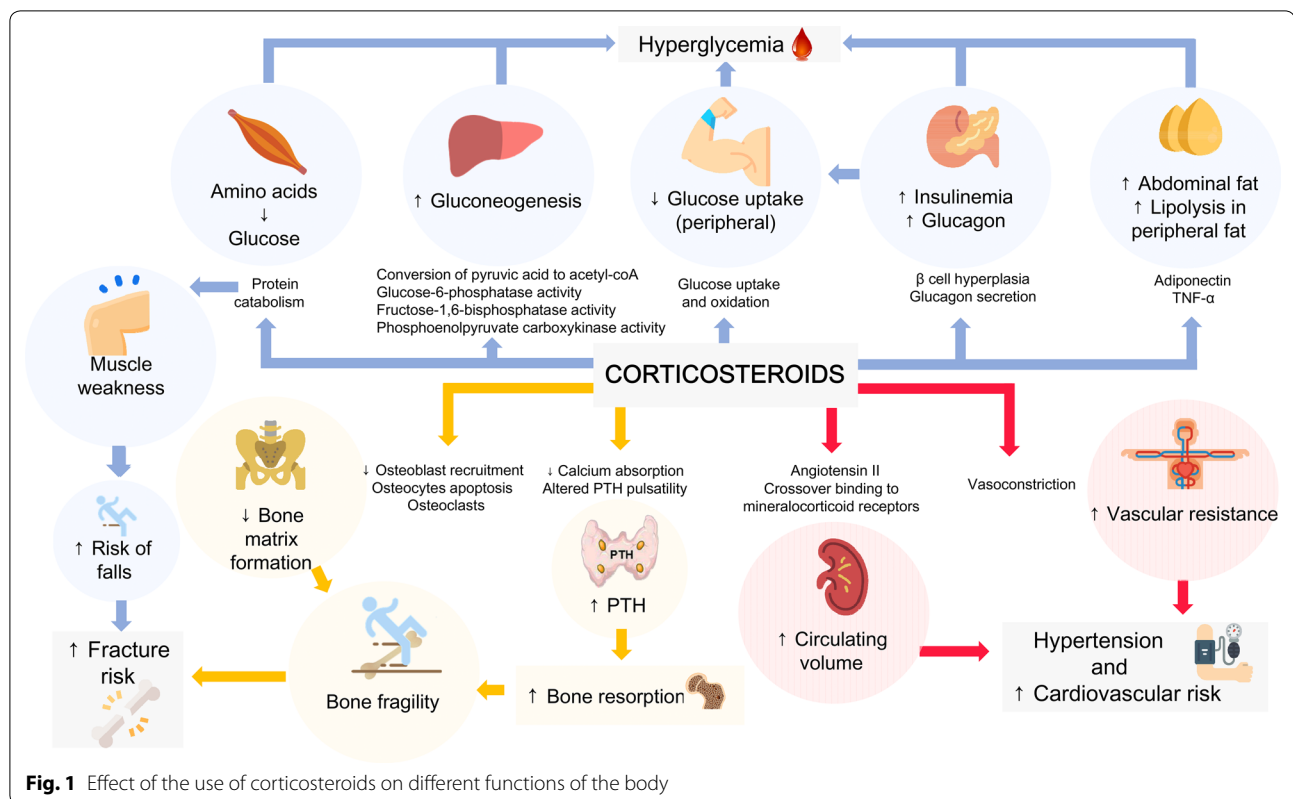 Hyperglycemia
Amino acids
↓
Glucose
↑ Gluconeogenesis
↓ Glucose uptake
(peripheral)
↑ Insulinemia
↑ Glucagon
↑ Abdominal fat
↑ Lipolysis in
peripheral fat
Protein
catabolism
Conversion of pyruvic acid to acetyl-coA
Glucose-6-phosphatase activity
Fructose-1,6-bisphosphatase activity
Phosphoenolpyruvate carboxykinase activity
Glucose uptake
and oxidation
β cell hyperplasia
Glucagon secretion
Adiponectin
TNF-α
Muscle
weakness
CORTICOSTEROIDS
↓ Osteoblast recruitment
Osteocytes apoptosis
Osteoclasts
↓ Calcium absorption
Altered PTH pulsatility
Angiotensin II
Crossover binding to
mineralocorticoid receptors
Vasoconstriction
↑ Vascular resistance
↑ Risk of
falls
↓ Bone
matrix
formation
PTH
↑ PTH
↑ Circulating
volume
↑ Fracture
risk
Bone fragility
↑ Bone resorption
Hypertension
and
↑ Cardiovascular risk
Fig. 1 Effect of the use of corticosteroids on different functions of the body